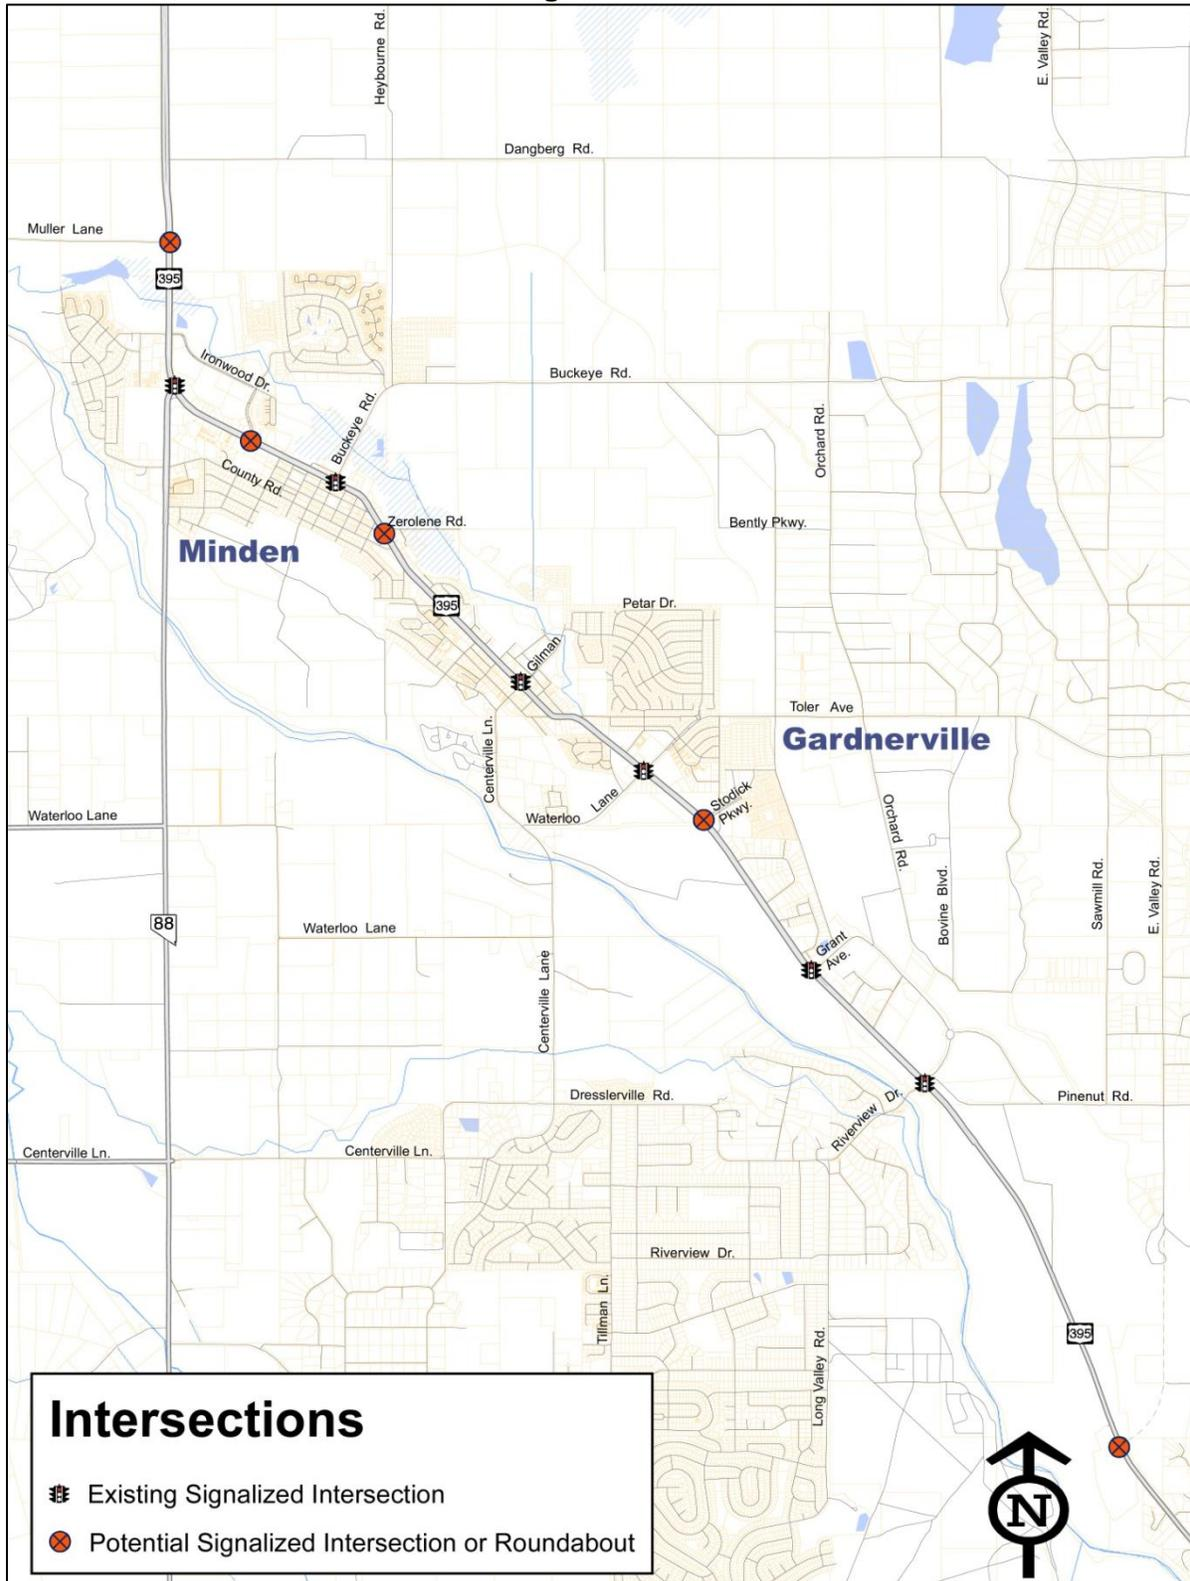 Heybourne Rd.
E. Valley Rd.
Dangberg Rd.
Muller Lane
395
Ironwood Dr.
Buckeye Rd.
Buckeye Rd.
Orchard Rd.
County Rd.
Zerolene Rd.
Bently Pkwy.
Minden
395
Petar Dr.
Gilman
Toler Ave
Gardnerville
Centerville Ln.
Stodick
Pkwy.
Waterloo Lane
Waterloo Lane
Orchard Rd.
Bovine Blvd.
Sawmill Rd.
E. Valley Rd.
88
Waterloo Lane
Grant
Ave.
Centerville Lane
Dresslerville Rd.
Riverview Dr.
Pinenut Rd.
Centerville Ln.
Centerville Ln.
Riverview Dr.
Tillman Ln.
Long Valley Rd.
395
Intersections
Existing Signalized Intersection
Potential Signalized Intersection or Roundabout
N